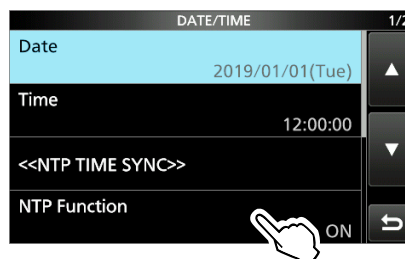 DATE/TIME
1/2
Date
2019/01/01(Tue)
Time
12:00:00
<<NTP TIME SYNC>>
NTP Function
ON